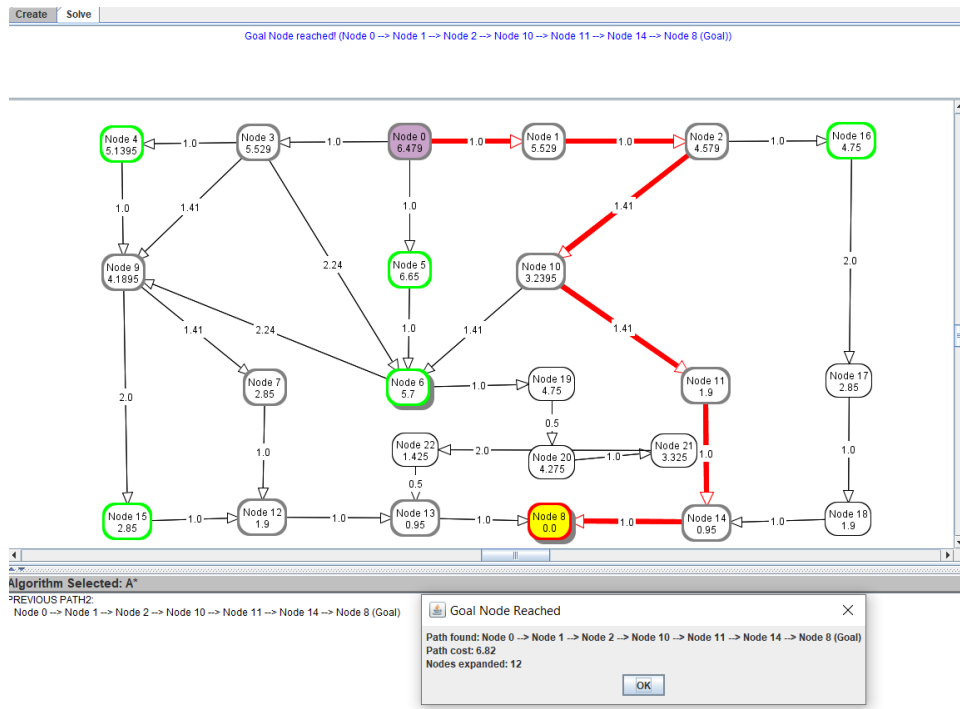 Create Solve
Goal Node reached! (Node 0 --> Node 1 --> Node 2 --> Node 10 --> Node 11 --> Node 14 --> Node 8 (Goal))
Node 4
5.1395
1.0
Node 3
5.529
1.0
Node 0
6.479
1.0
Node 1
5.529
1.0
Node 2
4.579
1.0
Node 16
4.75
1.0
1.41
1.0
1.41
2.24
2.0
Node 9
4.1895
Node 5
6.65
Node 10
3.2395
1.41
2.24
1.0
1.41
1.41
Node 7
2.85
Node 6
5.7
1.0
Node 19
4.75
Node 11
1.9
Node 17
2.85
2.0
0.5
1.0
Node 22
1.425
2.0
Node 20
4.275
1.0
Node 21
3.325
1.0
1.0
0.5
Node 15
2.85
1.0
Node 12
1.9
1.0
Node 13
0.95
1.0
Node 8
0.0
1.0
Node 14
0.95
1.0
Node 18
1.9
Algorithm Selected: A*
PREVIOUS PATH2:
Node 0 --> Node 1 --> Node 2 --> Node 10 --> Node 11 --> Node 14 --> Node 8 (Goal)
Goal Node Reached
Path found: Node 0 --> Node 1 --> Node 2 --> Node 10 --> Node 11 --> Node 14 --> Node 8 (Goal)
Path cost: 6.82
Nodes expanded: 12
OK